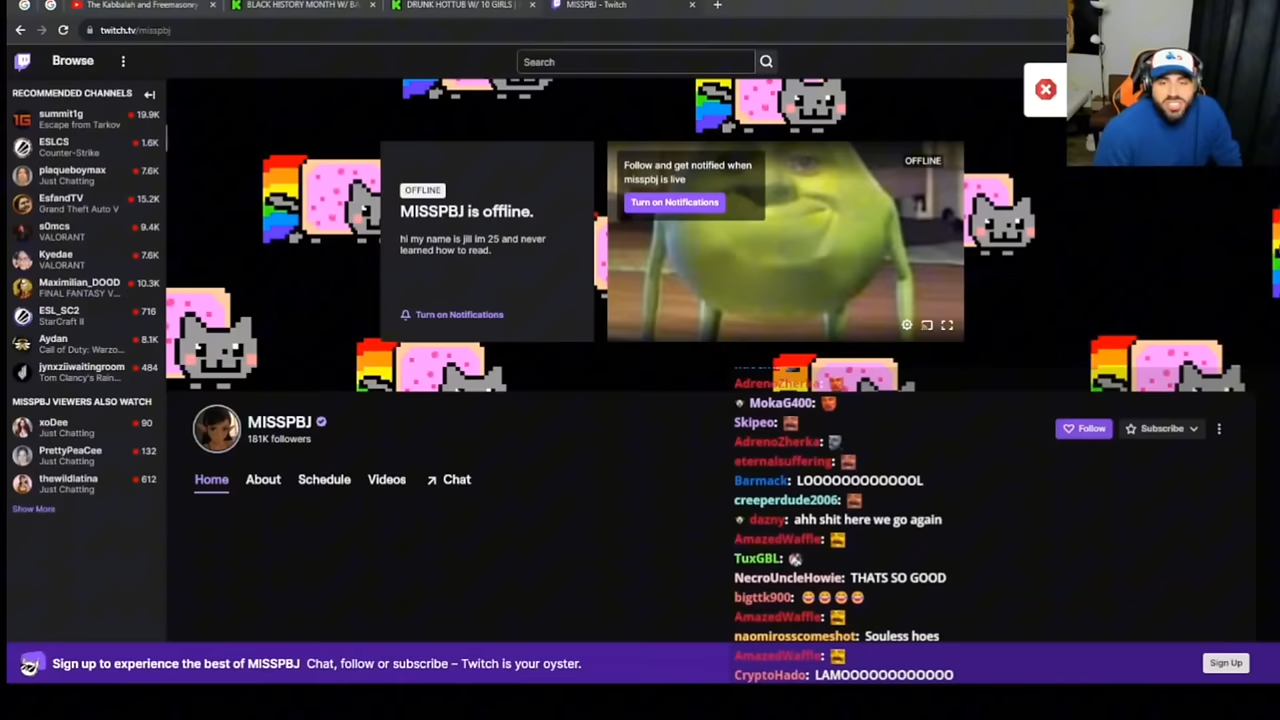 The Kabbalah and Freemasonry
BLACK HISTORY MONTH W/ BA
DRUNK HOTTUB W/ 10 GIRLS |
MISSPBJ - Twitch
twitch.tv/misspbj
Browse
Search
RECOMMENDED CHANNELS
summit1g 19.9K
Escape from Tarkov
ESLCS 1.6K
Counter-Strike
plaqueboymax 7.6K
Just Chatting
EsfandTV 15.2K
Grand Theft Auto V
s0mcs 9.4K
VALORANT
Kyedae 7.6K
VALORANT
Maximilian_DOOD 10.3K
FINAL FANTASY V...
ESL_SC2 716
StarCraft II
Aydan 8.1K
Call of Duty: Warzo...
jynxziiwaitingroom 484
Tom Clancy's Rain...
MISSPBJ VIEWERS ALSO WATCH
xoDee 90
Just Chatting
PrettyPeaCee 132
Just Chatting
thewildlatina 612
Just Chatting
Show More
OFFLINE
MISSPBJ is offline.
hi my name is jill im 25 and never
learned how to read.
Turn on Notifications
Follow and get notified when
misspbj is live
Turn on Notifications
OFFLINE
MISSPBJ
181K followers
Follow
Subscribe
Home About Schedule Videos Chat
AdrenoZherka:
MokaG400:
Skipeo:
AdrenoZherka:
eternalsuffering:
Barmack: LOOOOOOOOOOOOL
creeperdude2006:
dazny: ahh shit here we go again
AmazedWaffle:
TuxGBL:
NecroUncleHowie: THATS SO GOOD
bigttk900:
AmazedWaffle:
naomirosscomeshot: Souless hoes
AmazedWaffle:
CryptoHado: LAMOOOOOOOOOOOO
Sign up to experience the best of MISSPBJ Chat, follow or subscribe – Twitch is your oyster.
Sign Up